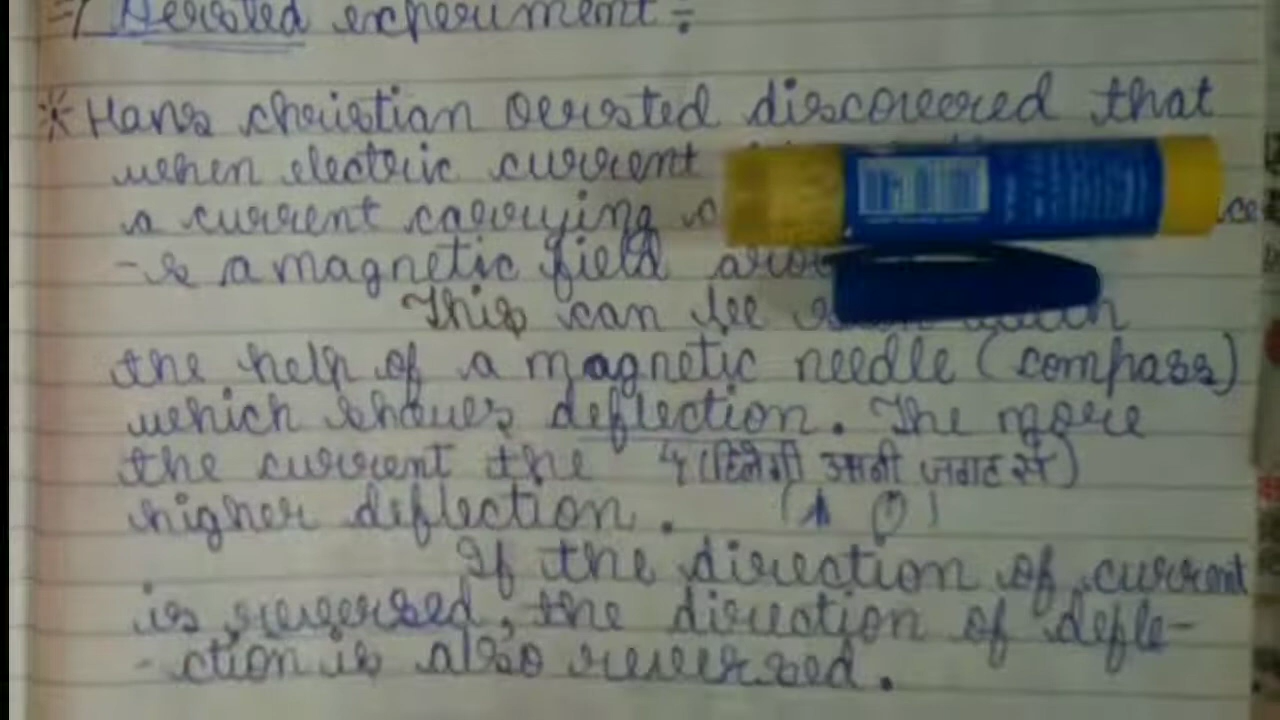 =) Oersted experiment :-
* Hans christian Oersted discovered that
when electric current
a current carrying
-s a magnetic field
This can be
the help of a magnetic needle (compass)
which shows deflection. The more
the current the (हिलेगी अपनी जगह से)
higher deflection.
If the direction of current
is reversed, the direction of defle-
-ction is also reversed.